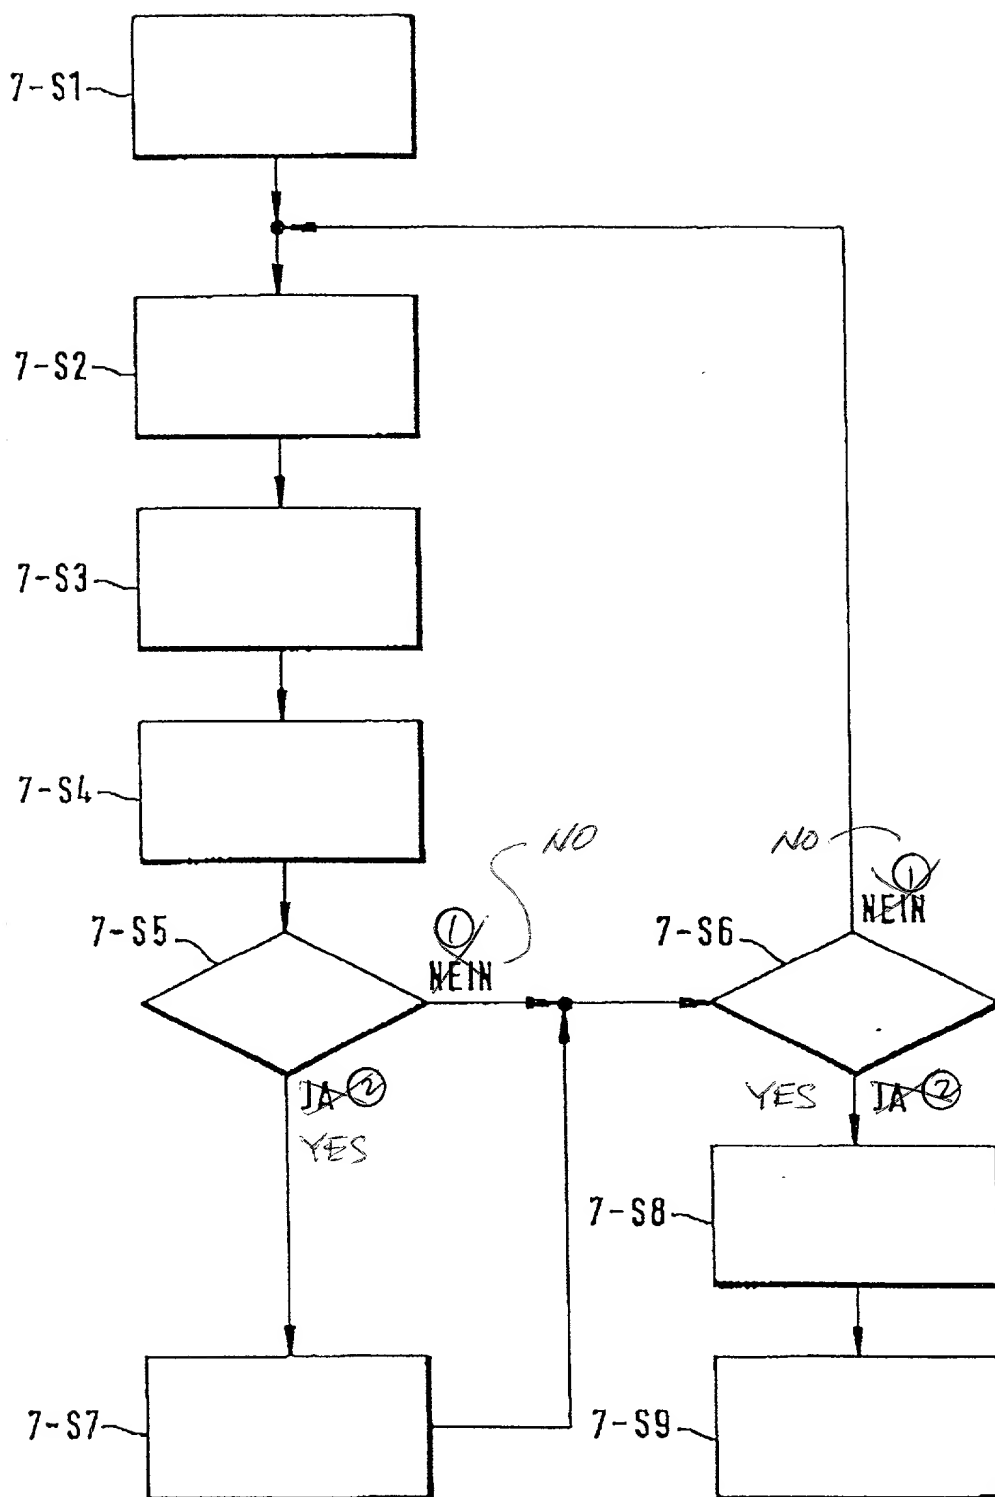 7-S1
7-S2
7-S3
7-S4
NO
NO
①
①
7-S5
NEIN
7-S6
NEIN
JA ②
YES
YES
JA ②
7-S8
7-S7
7-S9